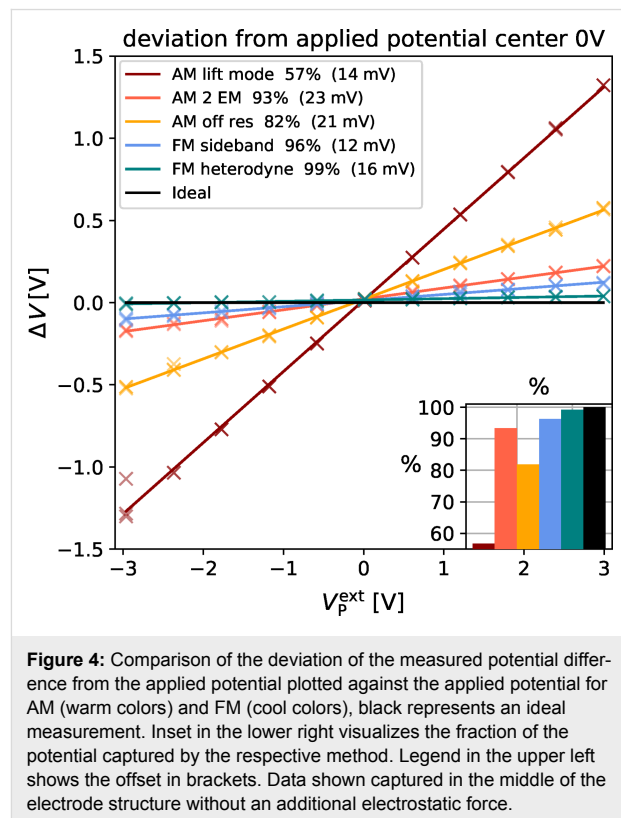 deviation from applied potential center 0V
AM lift mode 57% (14 mV)
AM 2 EM 93% (23 mV)
AM off res 82% (21 mV)
FM sideband 96% (12 mV)
FM heterodyne 99% (16 mV)
Ideal
1.5
1.0
0.5
0.0
−0.5
−1.0
−1.5
ΔV [V]
−3 −2 −1 0 1 2 3
V_P^ext [V]
%
%
100
90
80
70
60
Figure 4: Comparison of the deviation of the measured potential differ-
ence from the applied potential plotted against the applied potential for
AM (warm colors) and FM (cool colors), black represents an ideal
measurement. Inset in the lower right visualizes the fraction of the
potential captured by the respective method. Legend in the upper left
shows the offset in brackets. Data shown captured in the middle of the
electrode structure without an additional electrostatic force.